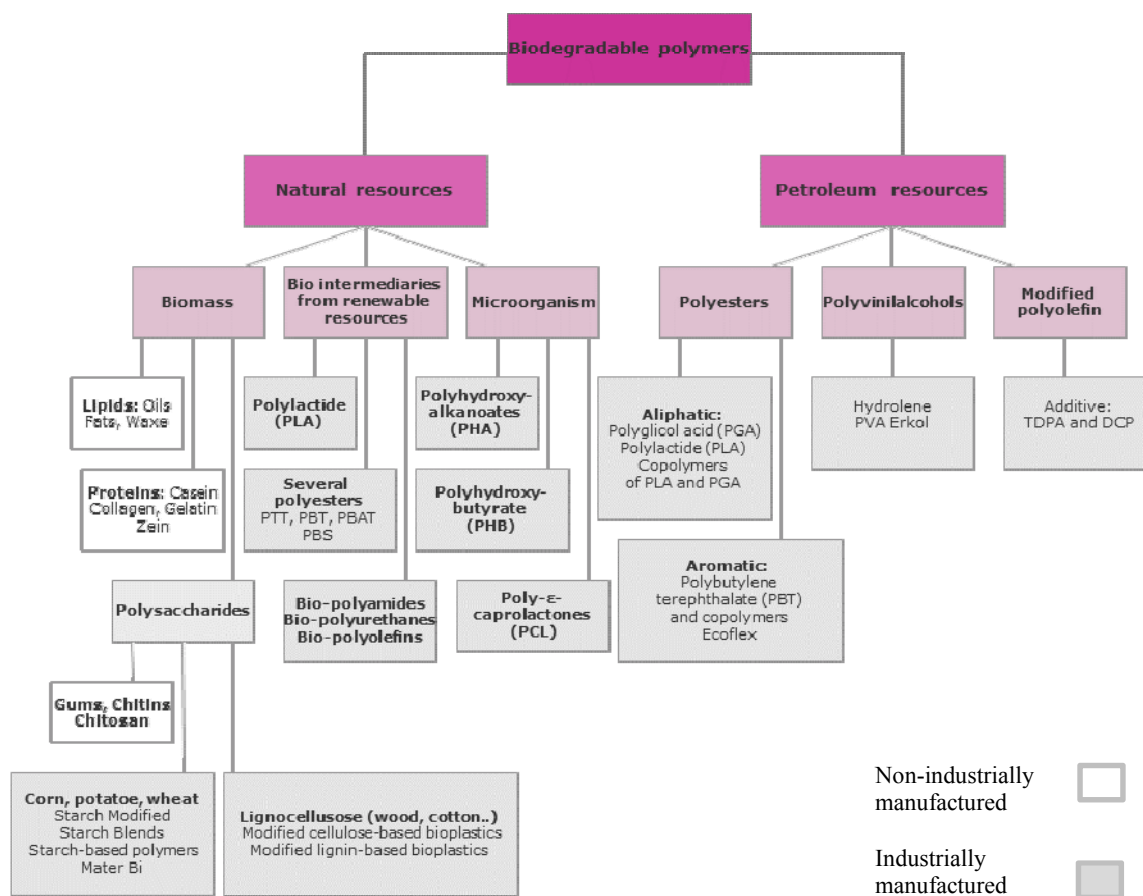 Biodegradable polymers
Natural resources
Petroleum resources
Biomass
Bio intermediaries
from renewable
resources
Microorganism
Polyesters
Polyvinilalcohols
Modified
polyolefin
Lipids: Oils
Fats, Waxe
Polylactide
(PLA)
Polyhydroxy-
alkanoates
(PHA)
Aliphatic:
Polyglicol acid (PGA)
Polylactide (PLA)
Copolymers
of PLA and PGA
Hydrolene
PVA Erkol
Additive:
TDPA and DCP
Proteins: Casein
Collagen, Gelatin
Zein
Several
polyesters
PTT, PBT, PBAT
PBS
Polyhydroxy-
butyrate
(PHB)
Aromatic:
Polybutylene
terephthalate (PBT)
and copolymers
Ecoflex
Polysaccharides
Bio-polyamides
Bio-polyurethanes
Bio-polyolefins
Poly-ε-
caprolactones
(PCL)
Gums, Chitins
Chitosan
Corn, potatoe, wheat
Starch Modified
Starch Blends
Starch-based polymers
Mater Bi
Lignocellusose (wood, cotton..)
Modified cellulose-based bioplastics
Modified lignin-based bioplastics
Non-industrially
manufactured
Industrially
manufactured